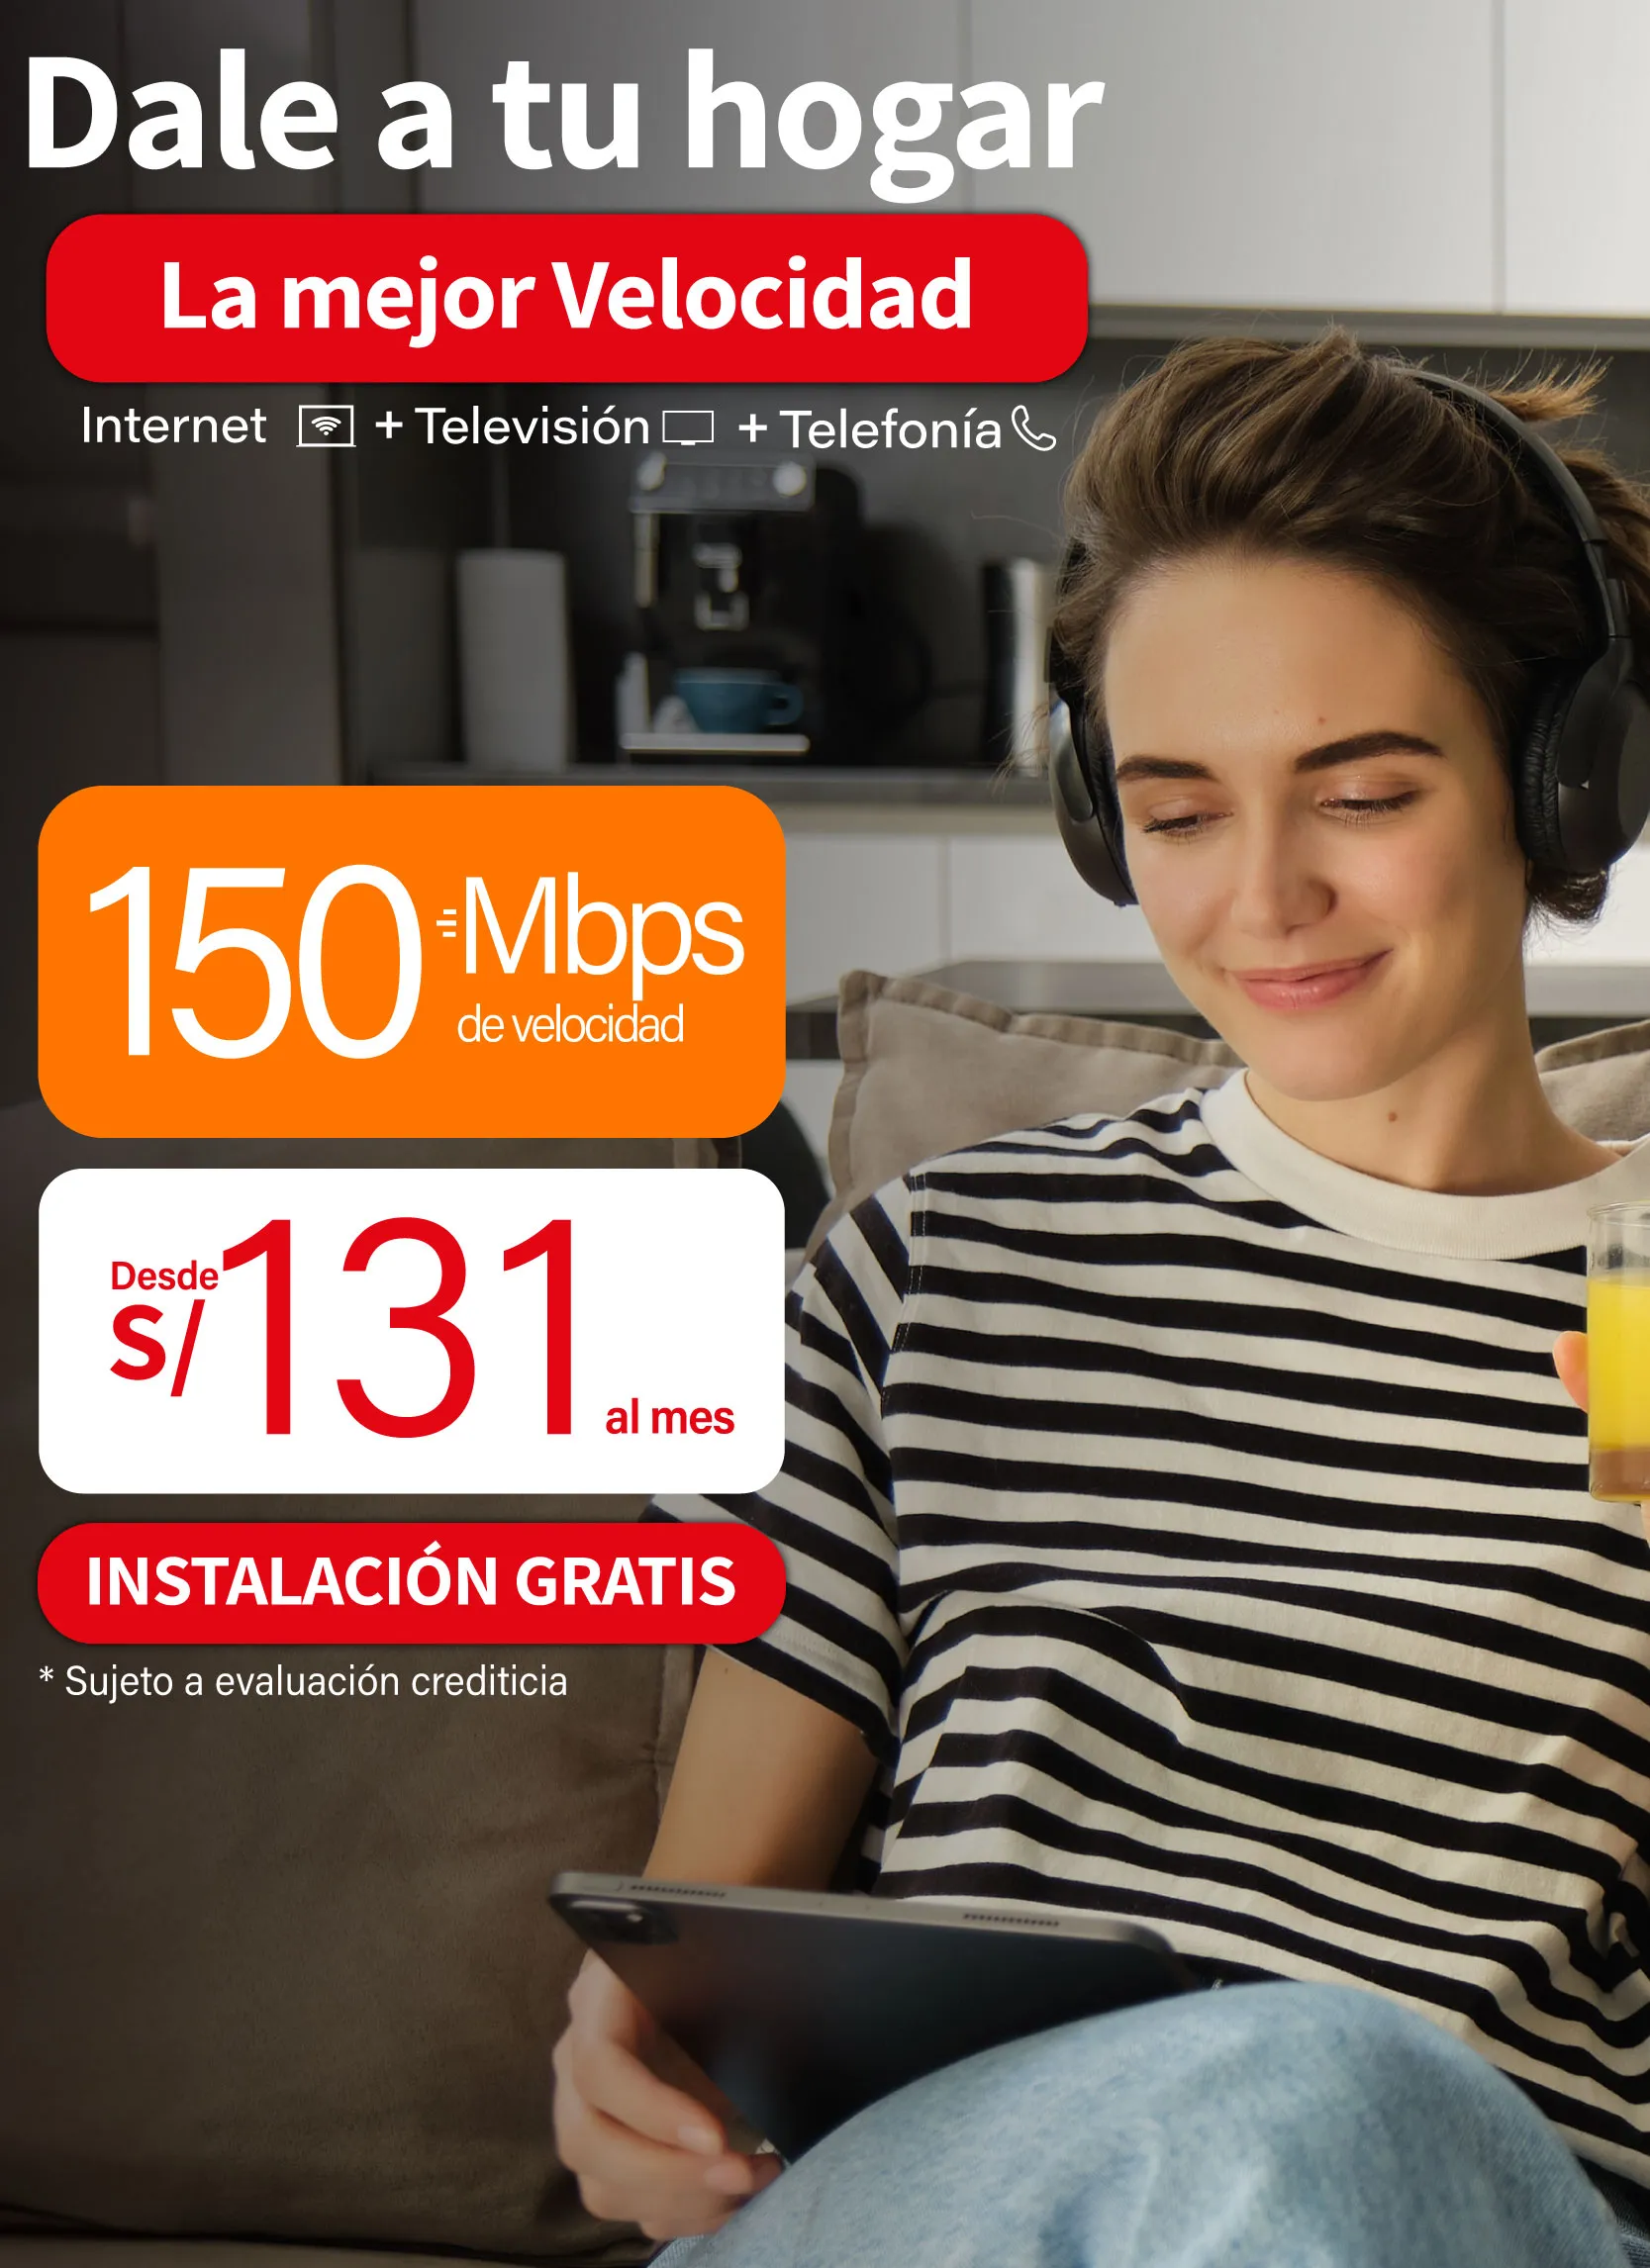 Dale a tu hogar
La mejor Velocidad
Internet + Televisión + Telefonía
150 Mbps
de velocidad
Desde
S/131 al mes
INSTALACIÓN GRATIS
* Sujeto a evaluación crediticia